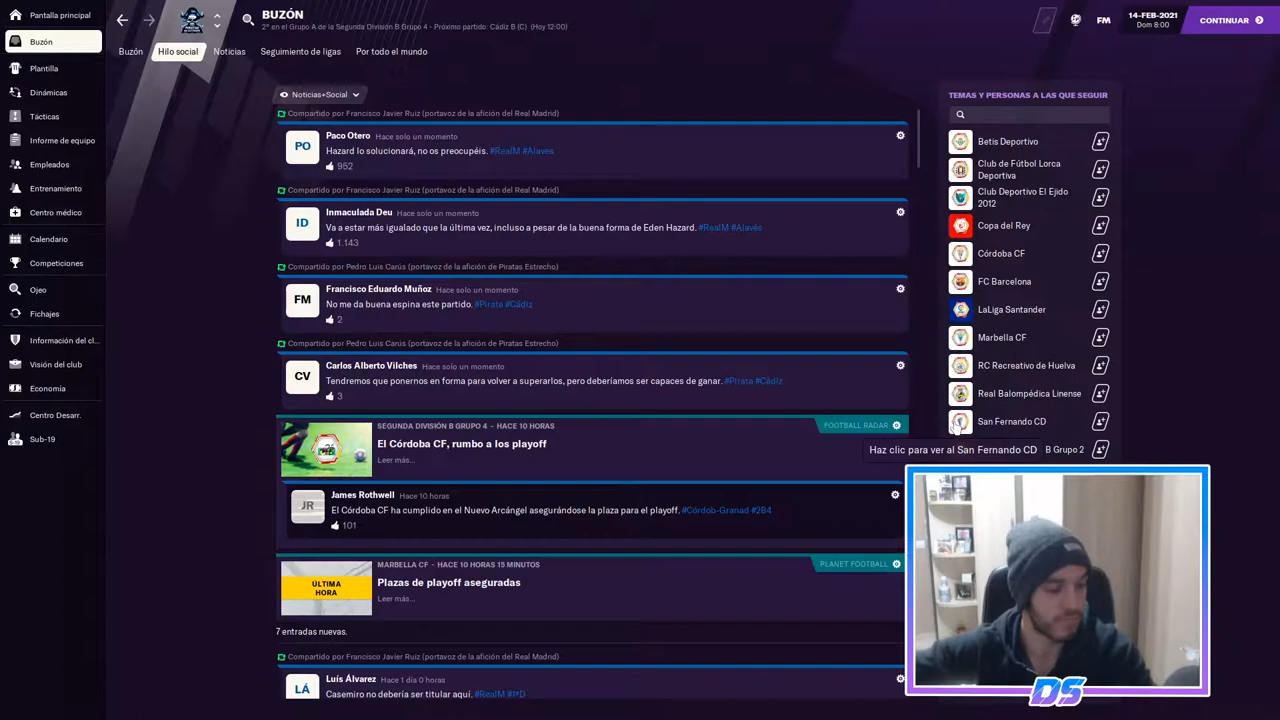 Pantalla principal
Buzón
Plantilla
Dinámicas
Tácticas
Informe de equipo
Empleados
Entrenamiento
Centro médico
Calendario
Competiciones
Ojeo
Fichajes
Información del cl...
Visión del club
Economía
Centro Desarr.
Sub-19
BUZÓN
2º en el Grupo A de la Segunda División B Grupo 4 - Próximo partido: Cádiz B (C) (Hoy 12:00)
FM
14-FEB-2021
Dom 8:00
CONTINUAR
Buzón
Hilo social
Noticias
Seguimiento de ligas
Por todo el mundo
Noticias+Social
Compartido por Francisco Javier Ruiz (portavoz de la afición del Real Madrid)
PO
Paco Otero Hace solo un momento
Hazard lo solucionará, no os preocupéis. #RealM #Alavés
952
Compartido por Francisco Javier Ruiz (portavoz de la afición del Real Madrid)
ID
Inmaculada Deu Hace solo un momento
Va a estar más igualado que la última vez, incluso a pesar de la buena forma de Eden Hazard. #RealM #Alavés
1.143
Compartido por Pedro Luis Carús (portavoz de la afición de Piratas Estrecho)
FM
Francisco Eduardo Muñoz Hace solo un momento
No me da buena espina este partido. #Pirata #Cádiz
2
Compartido por Pedro Luis Carús (portavoz de la afición de Piratas Estrecho)
CV
Carlos Alberto Vilches Hace solo un momento
Tendremos que ponernos en forma para volver a superarlos, pero deberíamos ser capaces de ganar. #Pirata #Cádiz
3
SEGUNDA DIVISIÓN B GRUPO 4 - HACE 10 HORAS
FOOTBALL RADAR
El Córdoba CF, rumbo a los playoff
Leer más...
JR
James Rothwell Hace 10 horas
El Córdoba CF ha cumplido en el Nuevo Arcángel asegurándose la plaza para el playoff. #Córdob-Granad #2B4
101
MARBELLA CF - HACE 10 HORAS 15 MINUTOS
PLANET FOOTBALL
ÚLTIMA
HORA
Plazas de playoff aseguradas
Leer más...
7 entradas nuevas.
Compartido por Francisco Javier Ruiz (portavoz de la afición del Real Madrid)
LÁ
Luís Álvarez Hace 1 día 0 horas
Casemiro no debería ser titular aquí. #RealM
TEMAS Y PERSONAS A LAS QUE SEGUIR
Betis Deportivo
Club de Fútbol Lorca
Deportiva
Club Deportivo El Ejido
2012
Copa del Rey
Córdoba CF
FC Barcelona
LaLiga Santander
Marbella CF
RC Recreativo de Huelva
Real Balompédica Linense
San Fernando CD
Haz clic para ver al San Fernando CD
B Grupo 2
DS